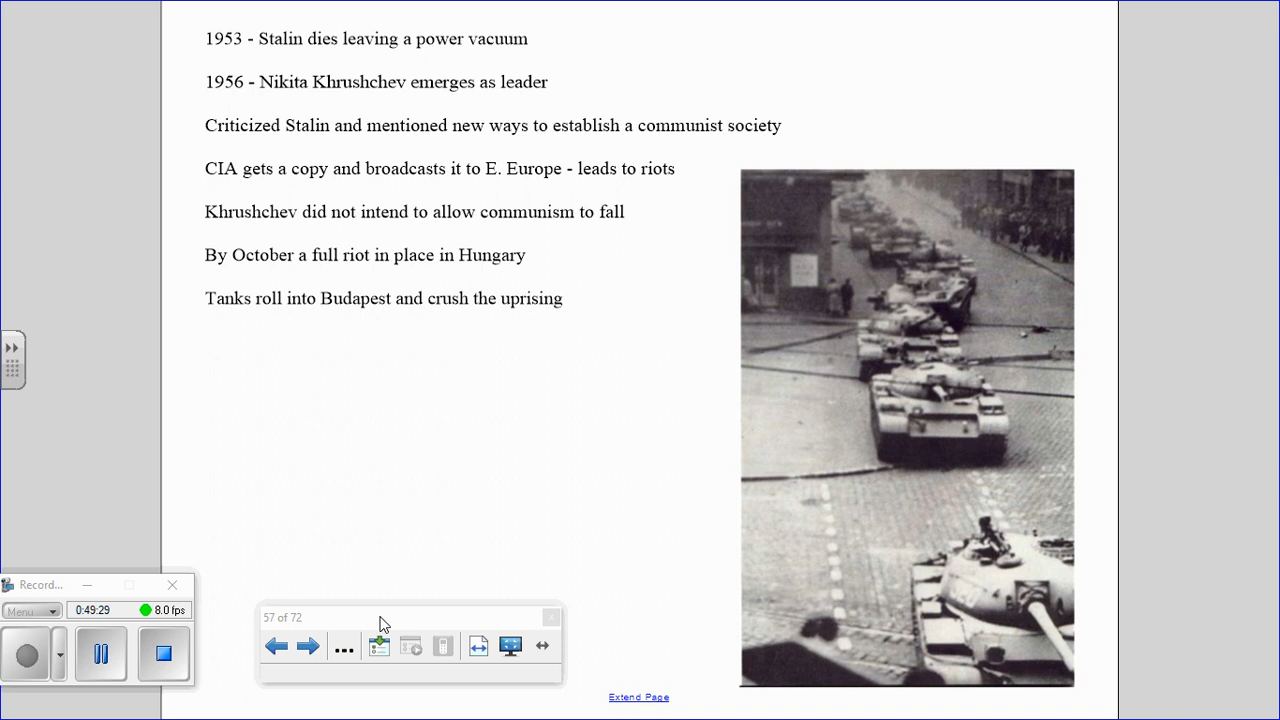 1953 - Stalin dies leaving a power vacuum
1956 - Nikita Khrushchev emerges as leader
Criticized Stalin and mentioned new ways to establish a communist society
CIA gets a copy and broadcasts it to E. Europe - leads to riots
Khrushchev did not intend to allow communism to fall
By October a full riot in place in Hungary
Tanks roll into Budapest and crush the uprising
Record...
Menu
0:49:29
8.0 fps
57 of 72
Extend Page